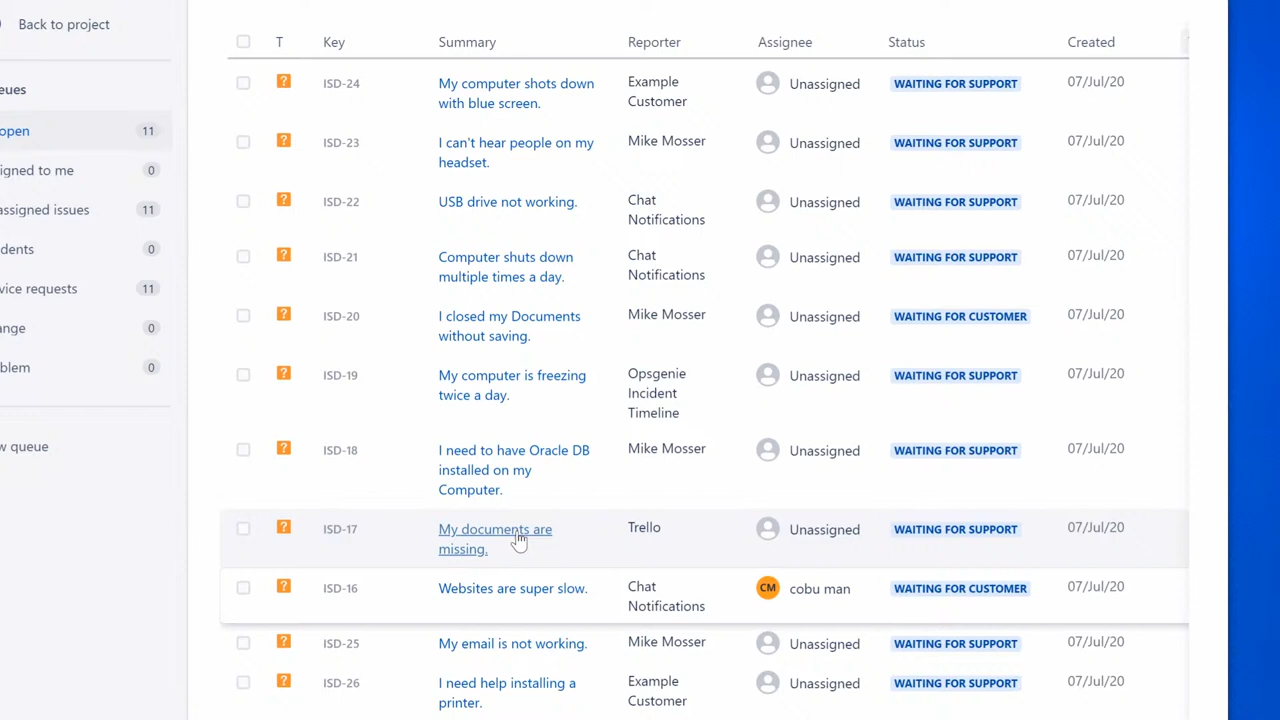 Back to project
eues
open 11
igned to me 0
assigned issues 11
dents 0
vice requests 11
ange 0
blem 0
w queue
T Key Summary Reporter Assignee Status Created
ISD-24 My computer shots down with blue screen. Example Customer Unassigned WAITING FOR SUPPORT 07/Jul/20
ISD-23 I can't hear people on my headset. Mike Mosser Unassigned WAITING FOR SUPPORT 07/Jul/20
ISD-22 USB drive not working. Chat Notifications Unassigned WAITING FOR SUPPORT 07/Jul/20
ISD-21 Computer shuts down multiple times a day. Chat Notifications Unassigned WAITING FOR SUPPORT 07/Jul/20
ISD-20 I closed my Documents without saving. Mike Mosser Unassigned WAITING FOR CUSTOMER 07/Jul/20
ISD-19 My computer is freezing twice a day. Opsgenie Incident Timeline Unassigned WAITING FOR SUPPORT 07/Jul/20
ISD-18 I need to have Oracle DB installed on my Computer. Mike Mosser Unassigned WAITING FOR SUPPORT 07/Jul/20
ISD-17 My documents are missing. Trello Unassigned WAITING FOR SUPPORT 07/Jul/20
ISD-16 Websites are super slow. Chat Notifications CM cobu man WAITING FOR CUSTOMER 07/Jul/20
ISD-25 My email is not working. Mike Mosser Unassigned WAITING FOR SUPPORT 07/Jul/20
ISD-26 I need help installing a printer. Example Customer Unassigned WAITING FOR SUPPORT 07/Jul/20